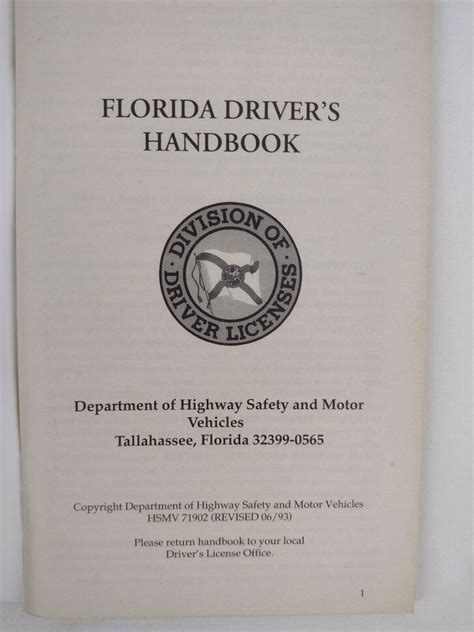 FLORIDA DRIVER'S
HANDBOOK
DIVISION OF
DRIVER LICENSES
Department of Highway Safety and Motor
Vehicles
Tallahassee, Florida 32399-0565
Copyright Department of Highway Safety and Motor Vehicles
HSMV 71902 (REVISED 06/93)
Please return handbook to your local
Driver's License Office.
1